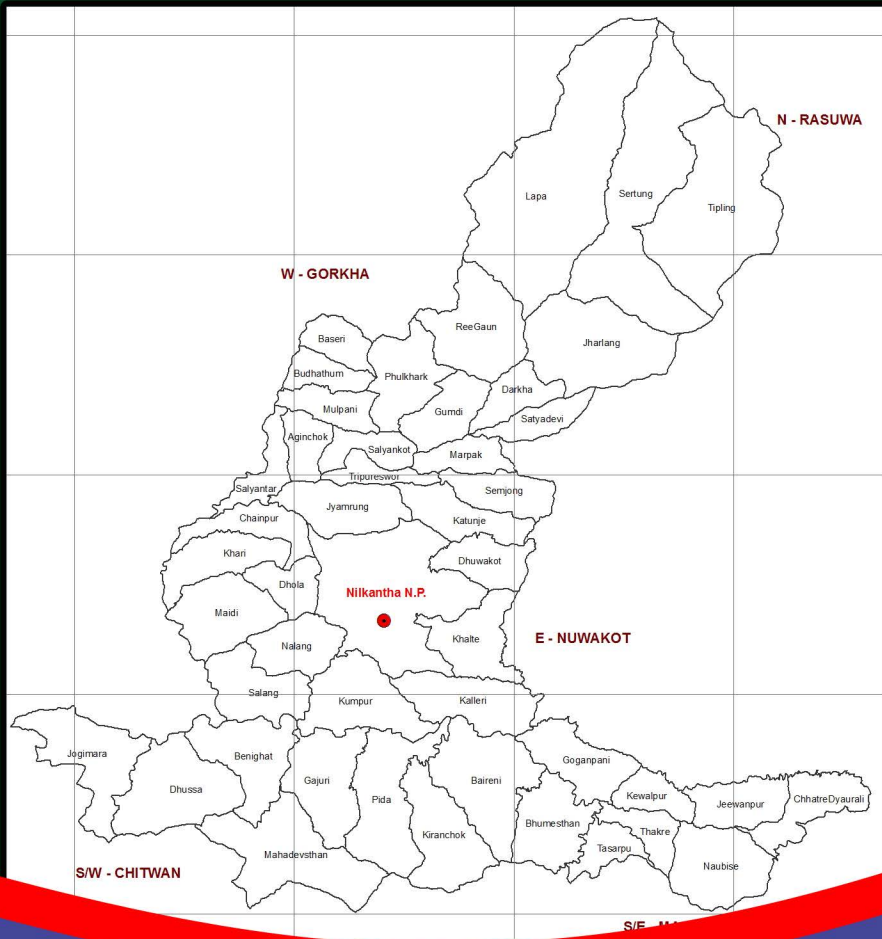 N - RASUWA
Sertung
Lapa
Tipling
W - GORKHA
ReeGaun
Baseri
Jharlang
Budhathum
Phulkhark
Darkha
Mulpani
Gumdi
Satyadevi
Aginchok
Salyankot
Marpak
Tripureswor
Salyantar
Semjong
Jyamrung
Chainpur
Katunje
Khari
Dhuwakot
Dhola
Nilkantha N.P.
Maidi
Khalte
E - NUWAKOT
Nalang
Salang
Kumpur
Kalleri
Jogimara
Benighat
Goganpani
Gajuri
Baireni
Dhussa
Pida
Kewalpur
Jeewanpur
ChhatreDyaurali
Bhumesthan
Thakre
Kiranchok
Tasarpu
Mahadevsthan
Naubise
S/W - CHITWAN
S/E -